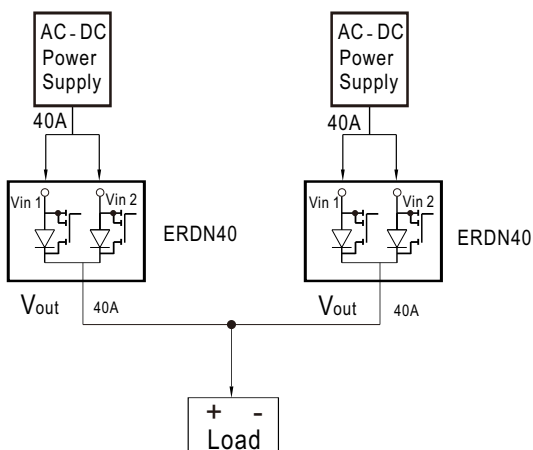 AC - DC
Power
Supply
AC - DC
Power
Supply
40A
40A
Vin 1
Vin 2
ERDN40
Vin 1
Vin 2
ERDN40
Vout
40A
Vout
40A
+ -
Load